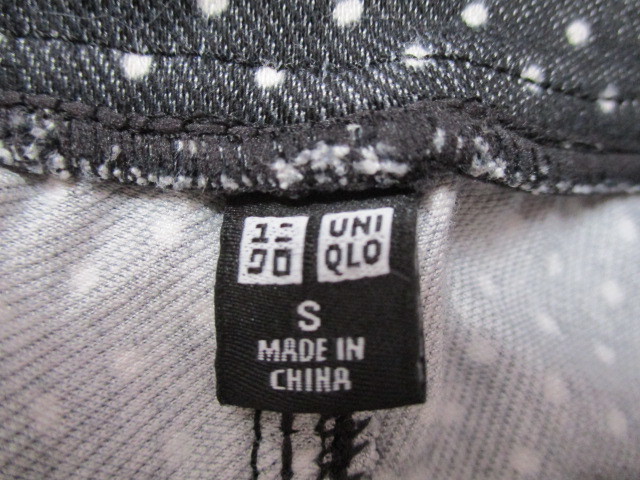 ユニ UNI
クロ QLO
S
MADE IN
CHINA